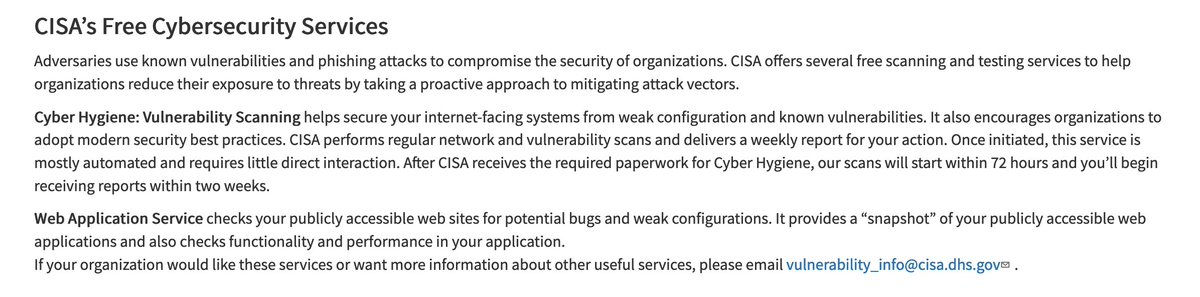 CISA’s Free Cybersecurity Services
Adversaries use known vulnerabilities and phishing attacks to compromise the security of organizations. CISA offers several free scanning and testing services to help
organizations reduce their exposure to threats by taking a proactive approach to mitigating attack vectors.
Cyber Hygiene: Vulnerability Scanning helps secure your internet-facing systems from weak configuration and known vulnerabilities. It also encourages organizations to
adopt modern security best practices. CISA performs regular network and vulnerability scans and delivers a weekly report for your action. Once initiated, this service is
mostly automated and requires little direct interaction. After CISA receives the required paperwork for Cyber Hygiene, our scans will start within 72 hours and you’ll begin
receiving reports within two weeks.
Web Application Service checks your publicly accessible web sites for potential bugs and weak configurations. It provides a “snapshot” of your publicly accessible web
applications and also checks functionality and performance in your application.
If your organization would like these services or want more information about other useful services, please email vulnerability_info@cisa.dhs.gov .